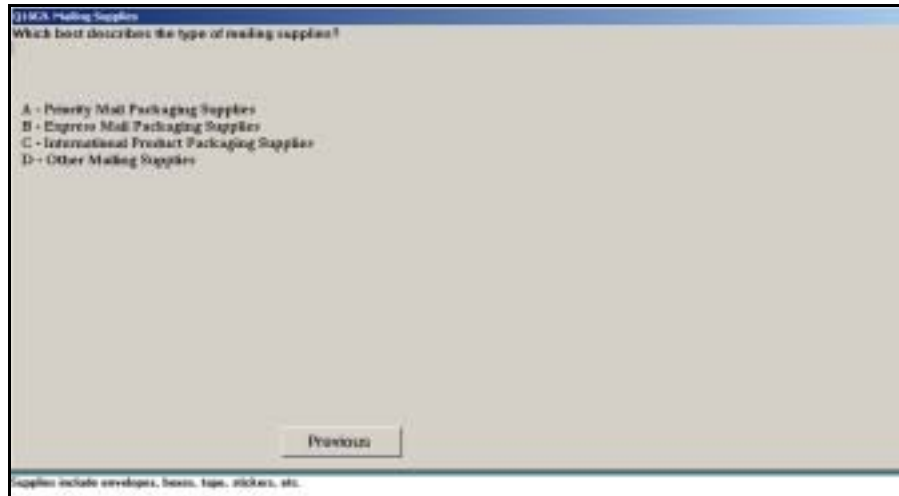 Mailing Supplies
Which best describes the type of mailing supplies?
A - Priority Mail Packaging Supplies
B - Express Mail Packaging Supplies
C - International Product Packaging Supplies
D - Other Mailing Supplies
Previous
Supplies include envelopes, boxes, tape, stickers, etc.